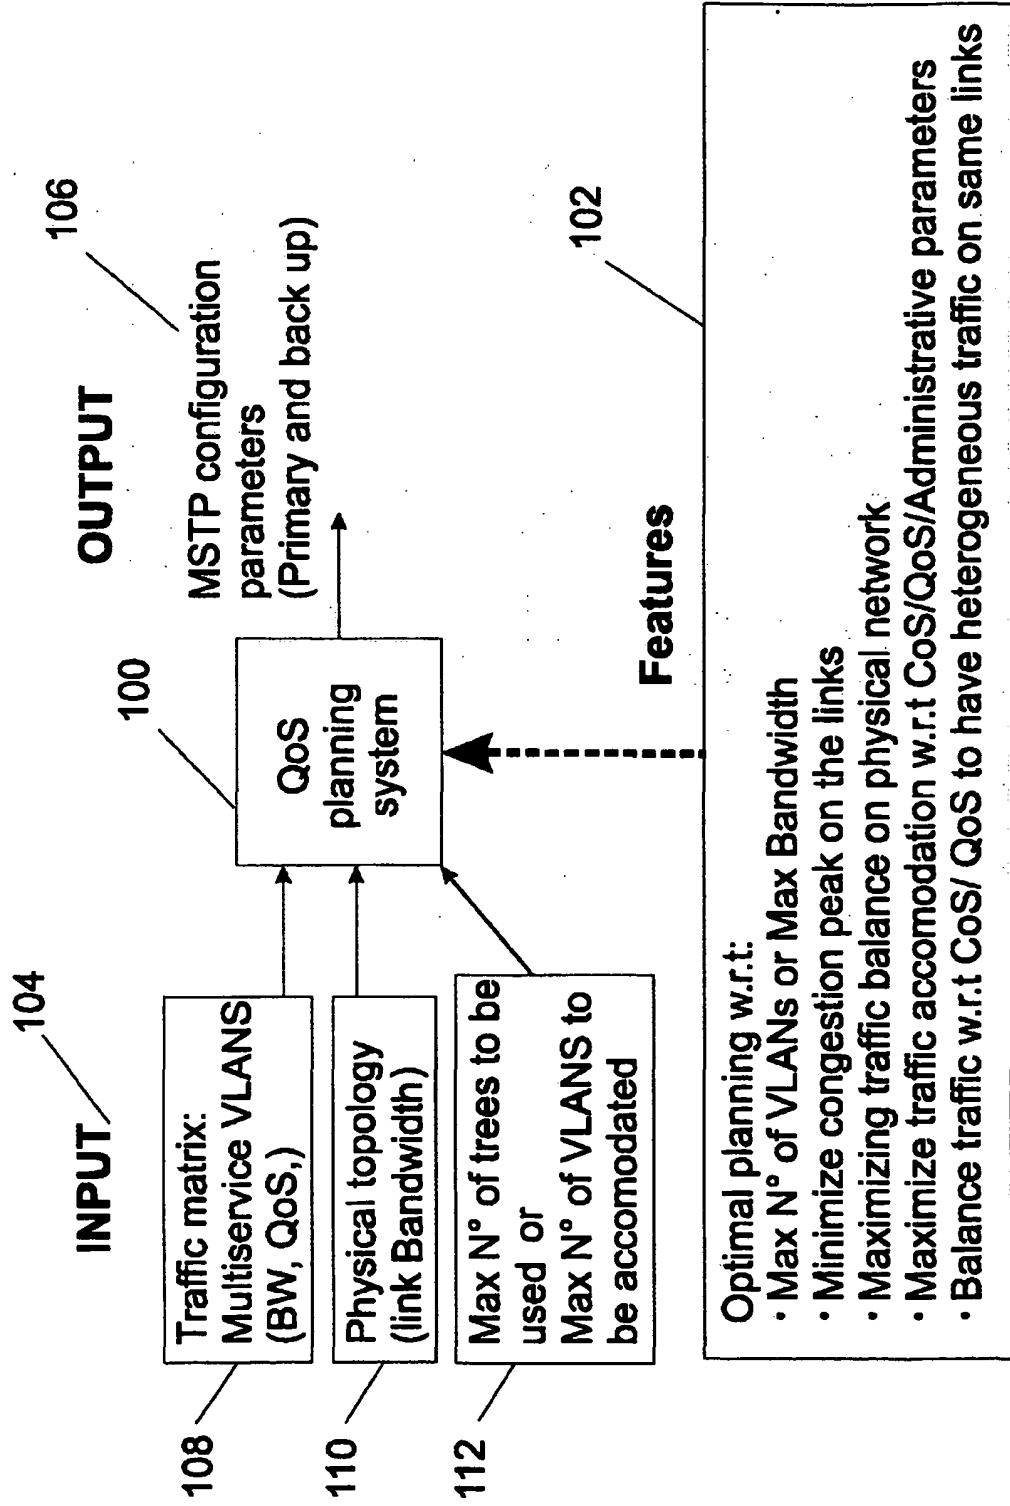 INPUT
104
OUTPUT
106
108
Traffic matrix:
Multiservice VLANS
(BW, QoS,)
110
Physical topology
(link Bandwidth)
112
Max N° of trees to be
used or
Max N° of VLANS to
be accomodated
100
QoS
planning
system
MSTP configuration
parameters
(Primary and back up)
Features
102
Optimal planning w.r.t:
• Max N° of VLANs or Max Bandwidth
• Minimize congestion peak on the links
• Maximizing traffic balance on physical network
• Maximize traffic accomodation w.r.t CoS/QoS/Administrative parameters
• Balance traffic w.r.t CoS/ QoS to have heterogeneous traffic on same links